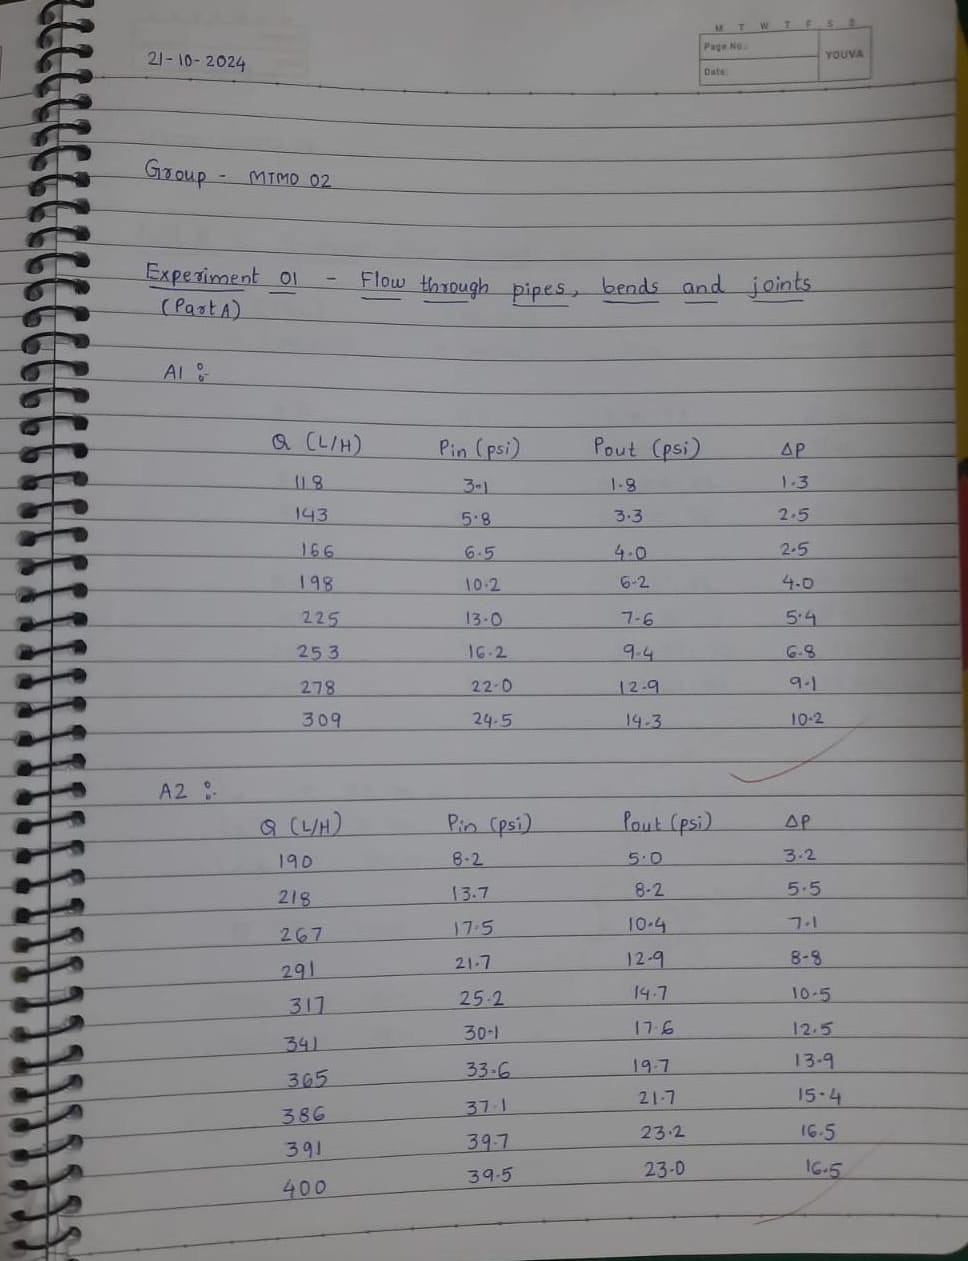 M T W T F S S
Page No.:
YOUVA
Date:
21-10-2024
Group - MTMO 02
Experiment 01 - Flow through pipes, bends and joints
(Part A)
A1 :-
Q (L/H) Pin (psi) Pout (psi) ΔP
118 3.1 1.8 1.3
143 5.8 3.3 2.5
166 6.5 4.0 2.5
198 10.2 6.2 4.0
225 13.0 7.6 5.4
253 16.2 9.4 6.8
278 22.0 12.9 9.1
309 24.5 14.3 10.2
A2 :-
Q (L/H) Pin (psi) Pout (psi) ΔP
190 8.2 5.0 3.2
218 13.7 8.2 5.5
267 17.5 10.4 7.1
291 21.7 12.9 8.8
317 25.2 14.7 10.5
341 30.1 17.6 12.5
365 33.6 19.7 13.9
386 37.1 21.7 15.4
391 39.7 23.2 16.5
400 39.5 23.0 16.5